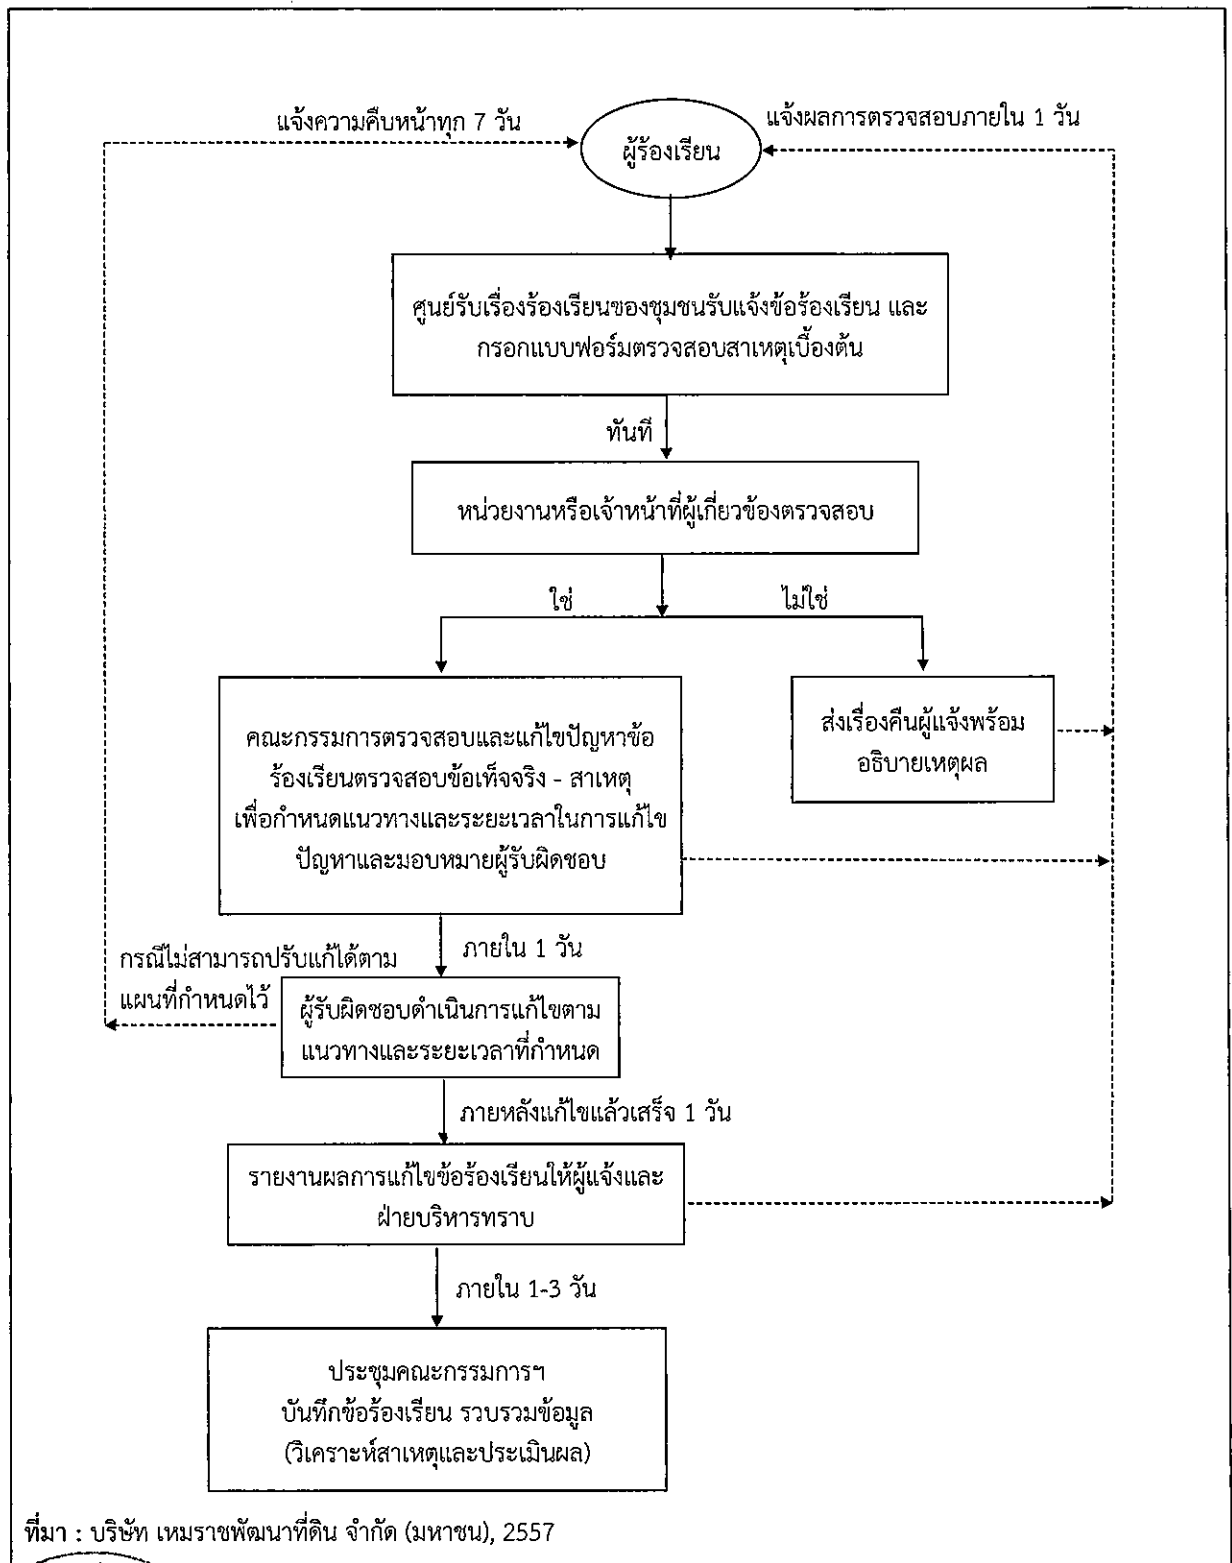 แจ้งความคืบหน้าทุก 7 วัน
แจ้งผลการตรวจสอบภายใน 1 วัน
ผู้ร้องเรียน
ศูนย์รับเรื่องร้องเรียนของชุมชนรับแจ้งข้อร้องเรียน และ
กรอกแบบฟอร์มตรวจสอบสาเหตุเบื้องต้น
ทันที
หน่วยงานหรือเจ้าหน้าที่ผู้เกี่ยวข้องตรวจสอบ
ใช่
ไม่ใช่
คณะกรรมการตรวจสอบและแก้ไขปัญหาข้อ
ร้องเรียนตรวจสอบข้อเท็จจริง - สาเหตุ
เพื่อกำหนดแนวทางและระยะเวลาในการแก้ไข
ปัญหาและมอบหมายผู้รับผิดชอบ
ส่งเรื่องคืนผู้แจ้งพร้อม
อธิบายเหตุผล
ภายใน 1 วัน
กรณีไม่สามารถปรับแก้ได้ตาม
แผนที่กำหนดไว้
ผู้รับผิดชอบดำเนินการแก้ไขตาม
แนวทางและระยะเวลาที่กำหนด
ภายหลังแก้ไขแล้วเสร็จ 1 วัน
รายงานผลการแก้ไขข้อร้องเรียนให้ผู้แจ้งและ
ฝ่ายบริหารทราบ
ภายใน 1-3 วัน
ประชุมคณะกรรมการฯ
บันทึกข้อร้องเรียน รวบรวมข้อมูล
(วิเคราะห์สาเหตุและประเมินผล)
ที่มา : บริษัท เหมราชพัฒนาที่ดิน จำกัด (มหาชน), 2557